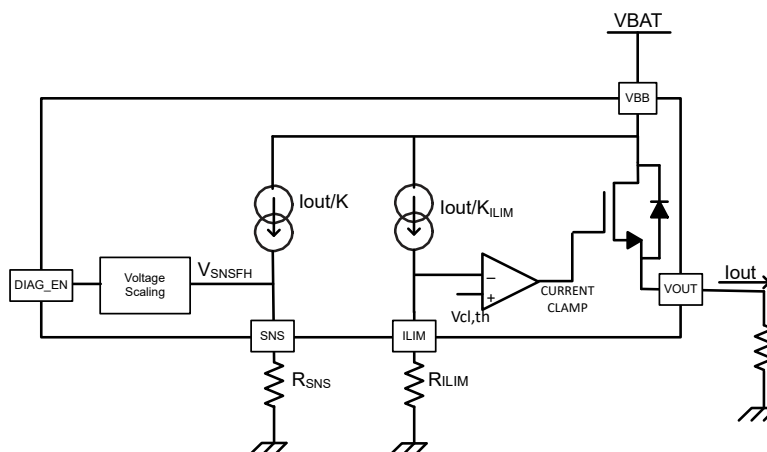 VBAT
VBB
Iout/K
Iout/KILIM
DIAG_EN
Voltage
Scaling
VSNSFH
−
+
Vcl,th
CURRENT
CLAMP
VOUT
Iout
SNS
ILIM
RSNS
RILIM